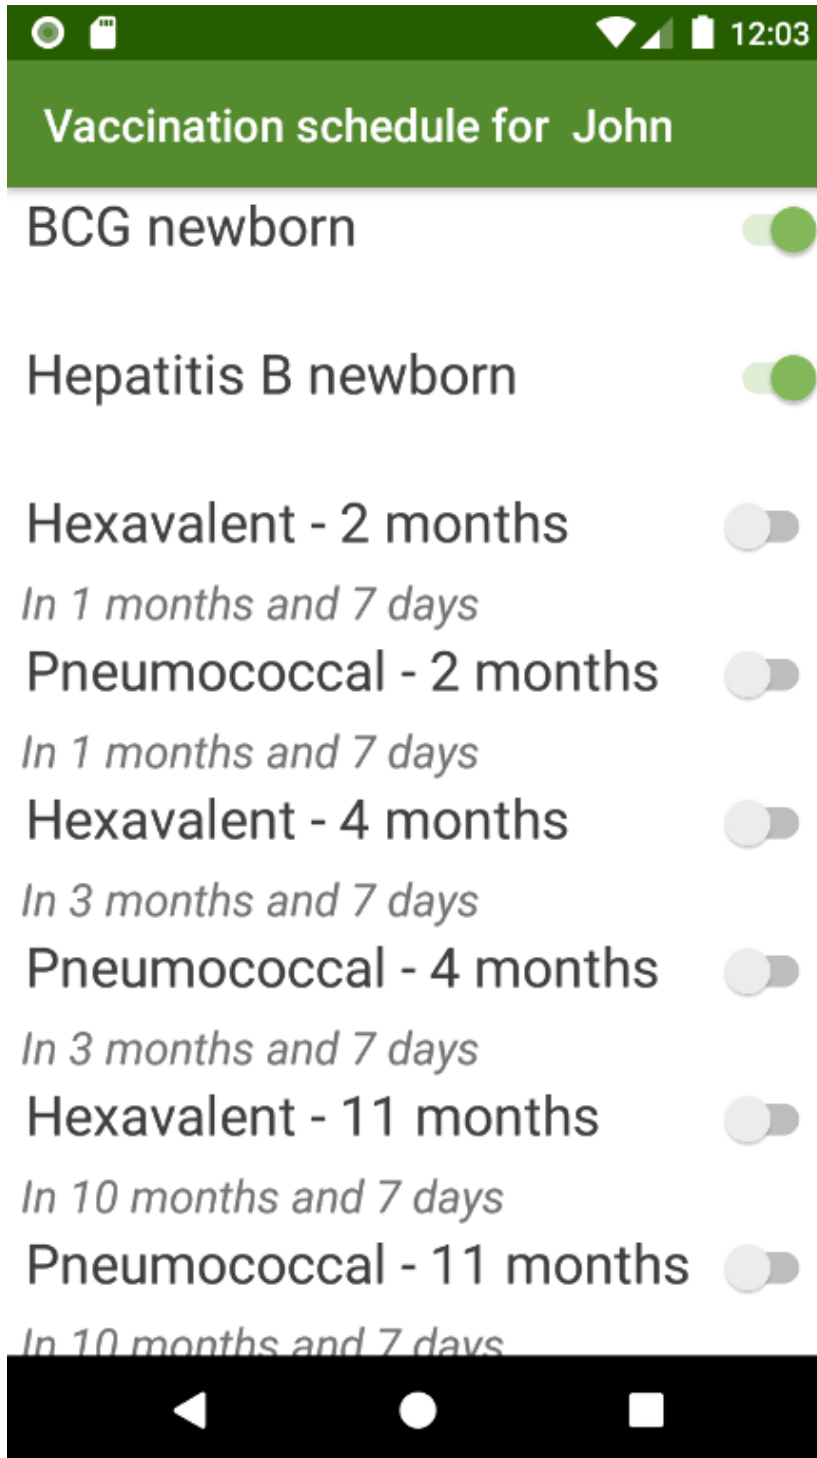 12:03
Vaccination schedule for John
BCG newborn
Hepatitis B newborn
Hexavalent - 2 months
In 1 months and 7 days
Pneumococcal - 2 months
In 1 months and 7 days
Hexavalent - 4 months
In 3 months and 7 days
Pneumococcal - 4 months
In 3 months and 7 days
Hexavalent - 11 months
In 10 months and 7 days
Pneumococcal - 11 months
In 10 months and 7 days